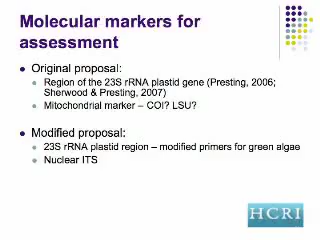 Molecular markers for
assessment
Original proposal:
Region of the 23S rRNA plastid gene (Presting, 2006;
Sherwood & Presting, 2007)
Mitochondrial marker – COI? LSU?
Modified proposal:
23S rRNA plastid region – modified primers for green algae
Nuclear ITS
HCRI